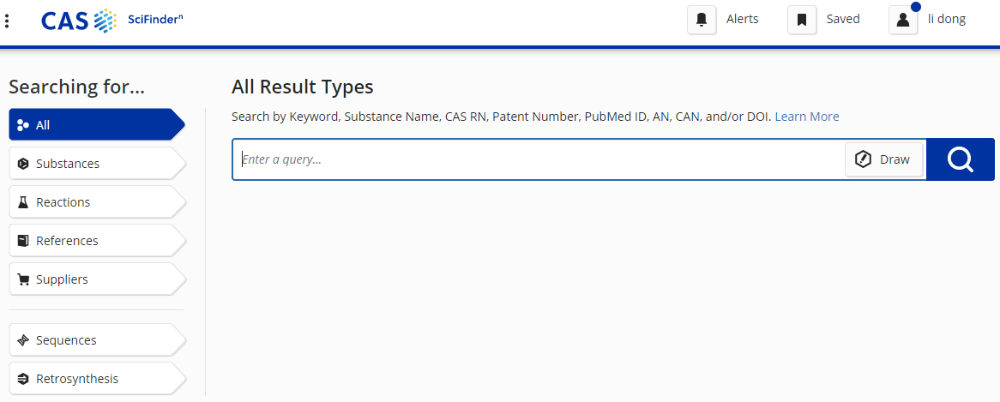 CAS SciFinderⁿ
Alerts
Saved
li dong
Searching for...
All
Substances
Reactions
References
Suppliers
Sequences
Retrosynthesis
All Result Types
Search by Keyword, Substance Name, CAS RN, Patent Number, PubMed ID, AN, CAN, and/or DOI. Learn More
Enter a query...
Draw